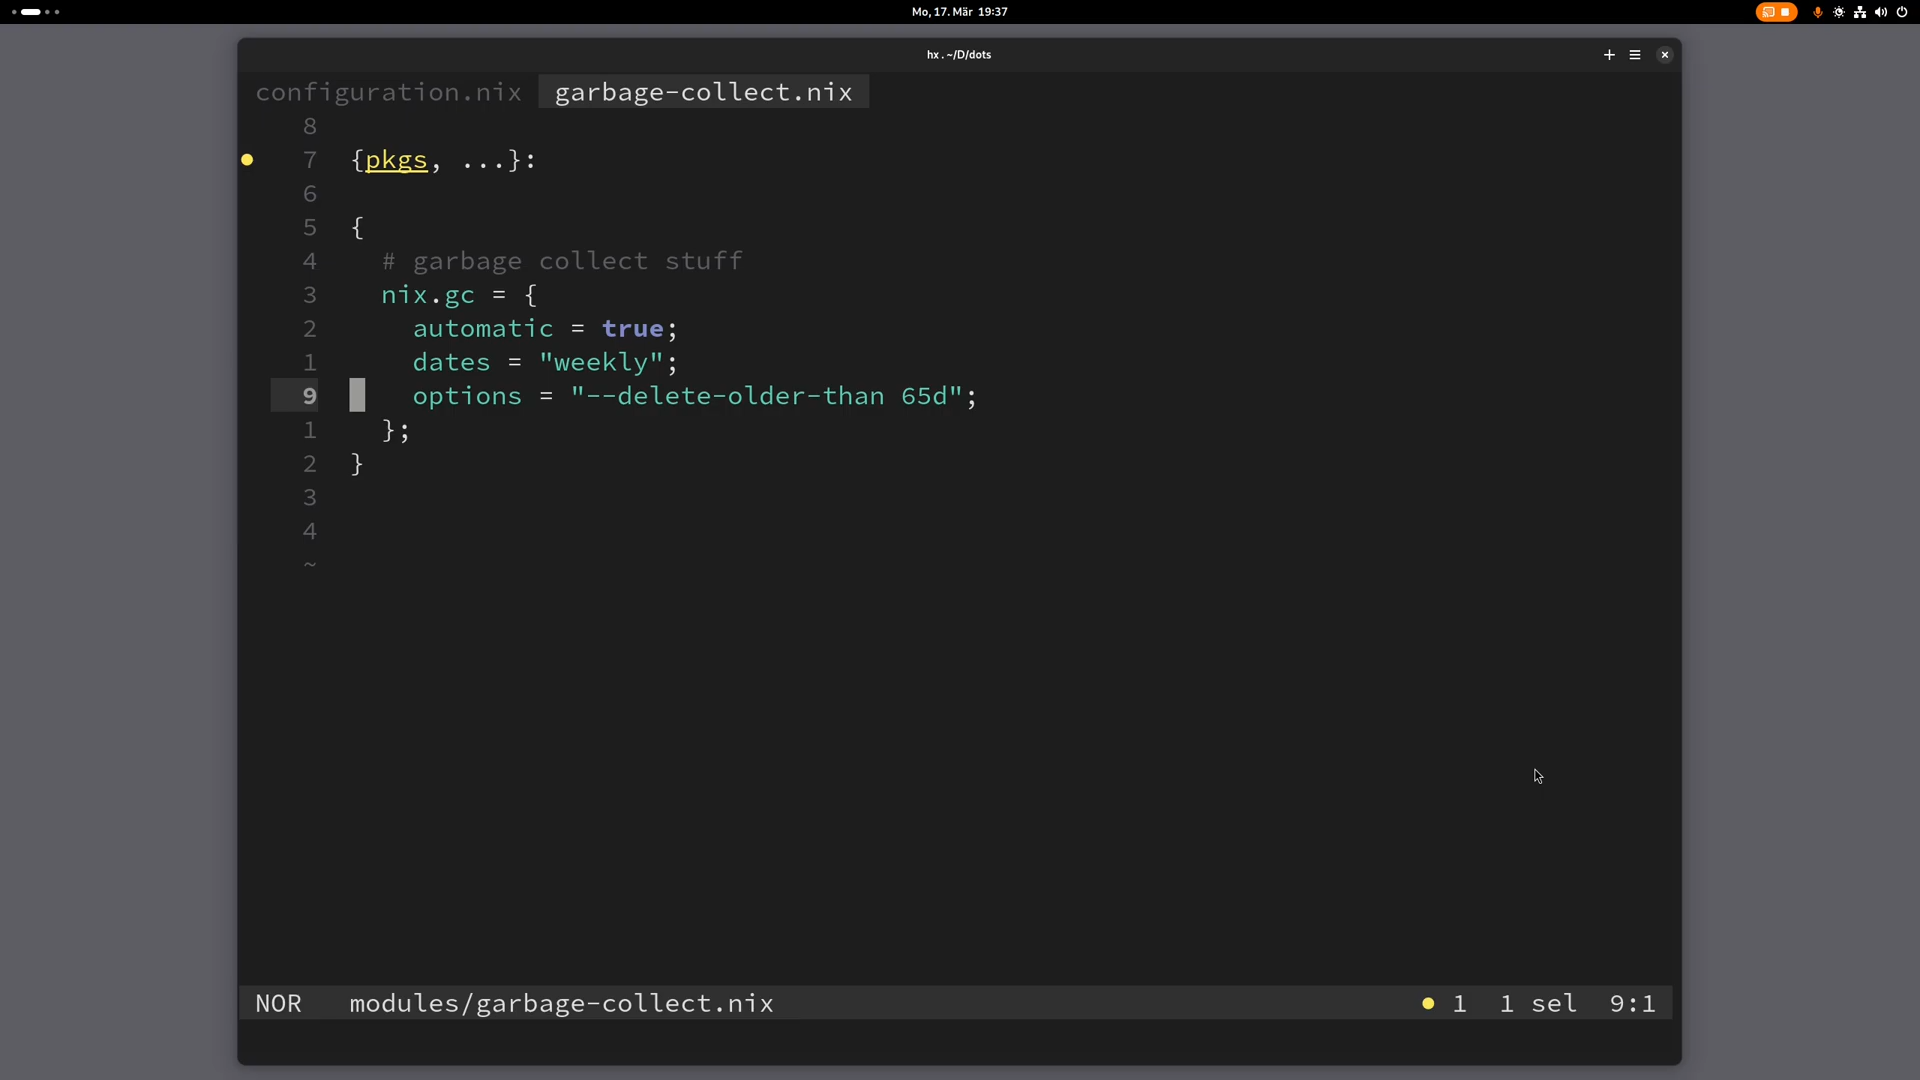 Mo, 17. Mär 19:37
hx . ~/D/dots
configuration.nix garbage-collect.nix
8
7 {pkgs, ...}:
6
5 {
4 # garbage collect stuff
3 nix.gc = {
2 automatic = true;
1 dates = "weekly";
9 options = "--delete-older-than 65d";
1 };
2 }
3
4
~
NOR modules/garbage-collect.nix 1 1 sel 9:1